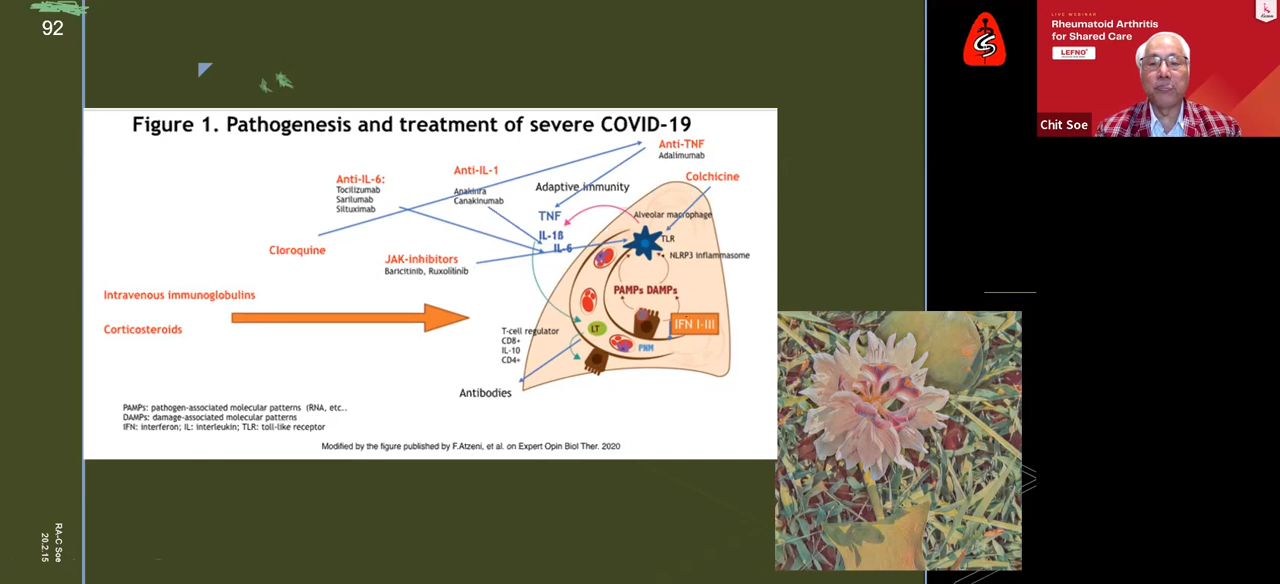 92
LIVE WEBINAR
Rheumatoid Arthritis
for Shared Care
LEFNO
Chit Soe
Figure 1. Pathogenesis and treatment of severe COVID-19
Anti-TNF
Adalimumab
Anti-IL-1
Anakinra
Canakinumab
Anti-IL-6:
Tocilizumab
Sarilumab
Siltuximab
Adaptive immunity
Colchicine
TNF
IL-1ß
IL-6
Alveolar macrophage
TLR
NLRP3 inflammasome
Cloroquine
JAK-inhibitors
Baricitinib, Ruxolitinib
PAMPs DAMPs
Intravenous immunoglobulins
Corticosteroids
IFN I-III
LT
PNM
T-cell regulator
CD8+
IL-10
CD4+
Antibodies
PAMPs: pathogen-associated molecular patterns (RNA, etc..
DAMPs: damage-associated molecular patterns
IFN: interferon; IL: interleukin; TLR: toll-like receptor
Modified by the figure published by F.Atzeni, et al. on Expert Opin Biol Ther. 2020
RA-C Soe
20.2.15